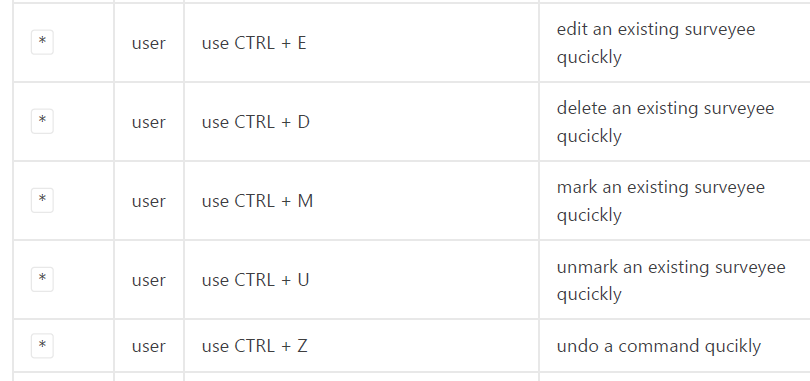 * user use CTRL + E edit an existing surveyee
qucickly
* user use CTRL + D delete an existing surveyee
qucickly
* user use CTRL + M mark an existing surveyee
qucickly
* user use CTRL + U unmark an existing surveyee
qucickly
* user use CTRL + Z undo a command qucikly